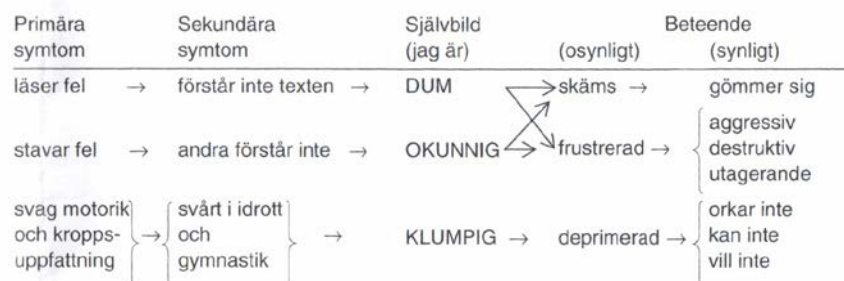 Primära Sekundära Självbild Beteende
symtom symtom (jag är) (osynligt) (synligt)
läser fel → förstår inte texten → DUM skäms → gömmer sig
stavar fel → andra förstår inte → OKUNNIG frustrerad → aggressiv
destruktiv
utagerande
svag motorik → svårt i idrott → KLUMPIG → deprimerad → orkar inte
och kropps- och kan inte
uppfattning gymnastik vill inte